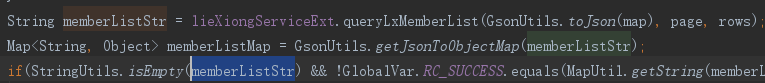 String memberListStr = lieXiongServiceExt.queryLxMemberList(GsonUtils.toJson(map), page, rows);
Map<String, Object> memberListMap = GsonUtils.getJsonToObjectMap(memberListStr);
if(StringUtils.isEmpty(memberListStr) && !GlobalVar.RC_SUCCESS.equals(MapUtil.getString(memberL